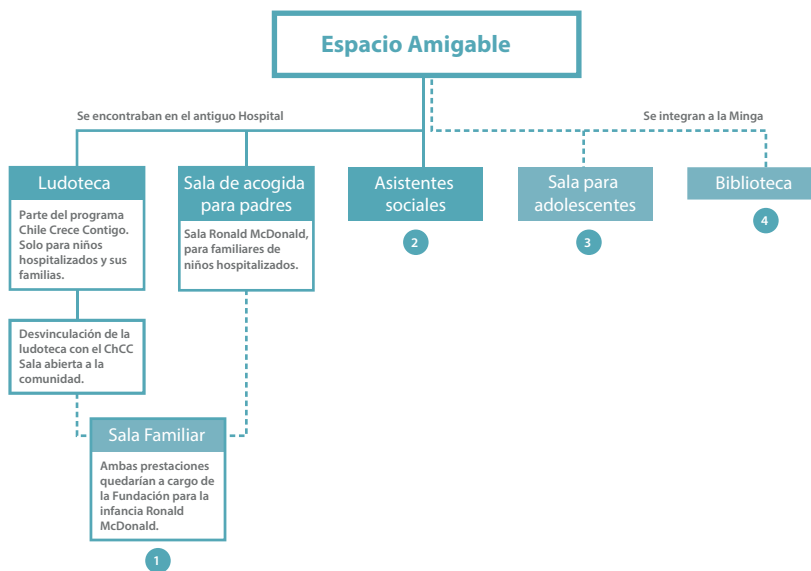 Espacio Amigable
Se encontraban en el antiguo Hospital
Se integran a la Minga
Ludoteca
Parte del programa
Chile Crece Contigo.
Solo para niños
hospitalizados y sus
familias.
Sala de acogida
para padres
Sala Ronald McDonald,
para familiares de
niños hospitalizados.
Asistentes
sociales
2
Sala para
adolescentes
3
Biblioteca
4
Desvinculación de la
ludoteca con el ChCC
Sala abierta a la
comunidad.
Sala Familiar
Ambas prestaciones
quedarían a cargo de
la Fundación para la
infancia Ronald
McDonald.
1